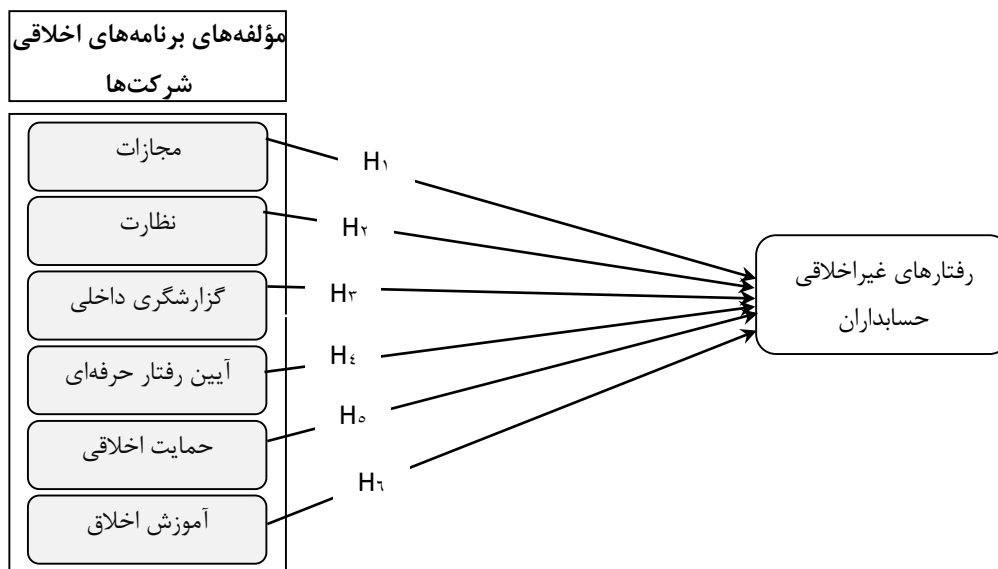 مؤلفه‌های برنامه‌های اخلاقی
شرکت‌ها
مجازات
نظارت
گزارشگری داخلی
آیین رفتار حرفه‌ای
حمایت اخلاقی
آموزش اخلاق
H۱
H۲
H۳
H٤
H٥
H٦
رفتارهای غیراخلاقی
حسابداران